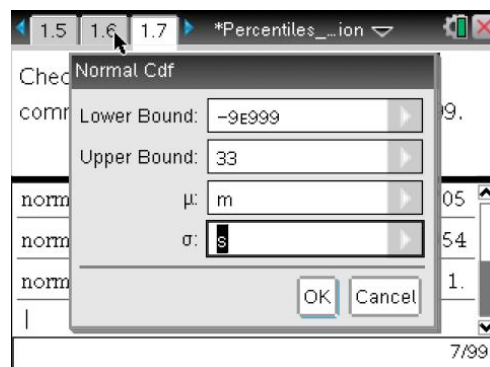 1.5 1.6 1.7 *Percentiles_…ion
Normal Cdf
Lower Bound: -9E999
Upper Bound: 33
μ: m
σ: s
OK Cancel
Chec
comr 9.
norm 05
norm 54
norm 1.
7/99